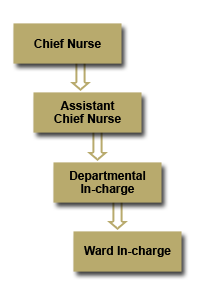 Chief Nurse
Assistant
Chief Nurse
Departmental
In-charge
Ward In-charge